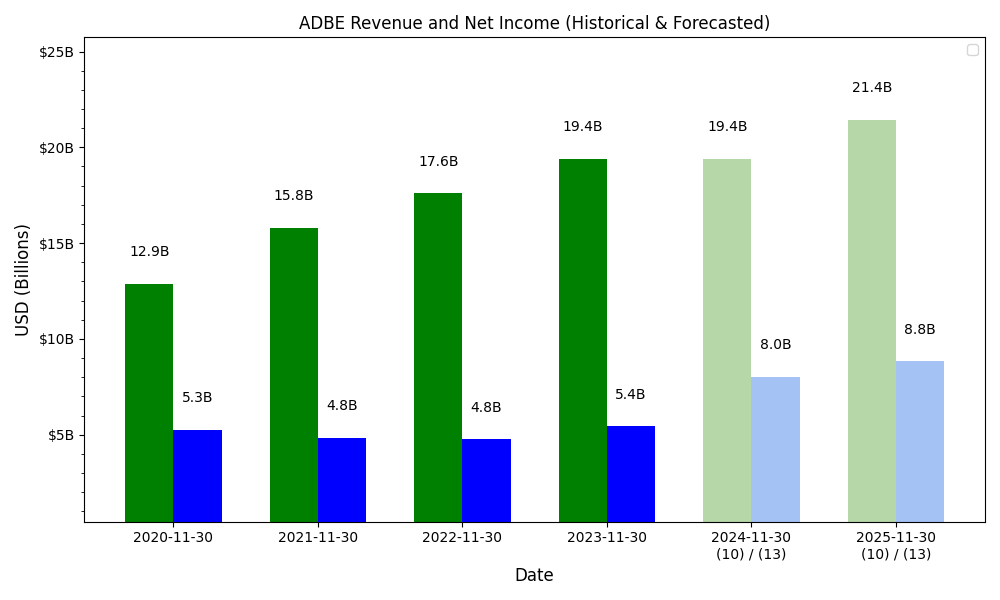 ADBE Revenue and Net Income (Historical & Forecasted)
USD (Billions)
$25B
$20B
$15B
$10B
$5B
12.9B
5.3B
15.8B
4.8B
17.6B
4.8B
19.4B
5.4B
19.4B
8.0B
21.4B
8.8B
2020-11-30
2021-11-30
2022-11-30
2023-11-30
2024-11-30
(10) / (13)
2025-11-30
(10) / (13)
Date